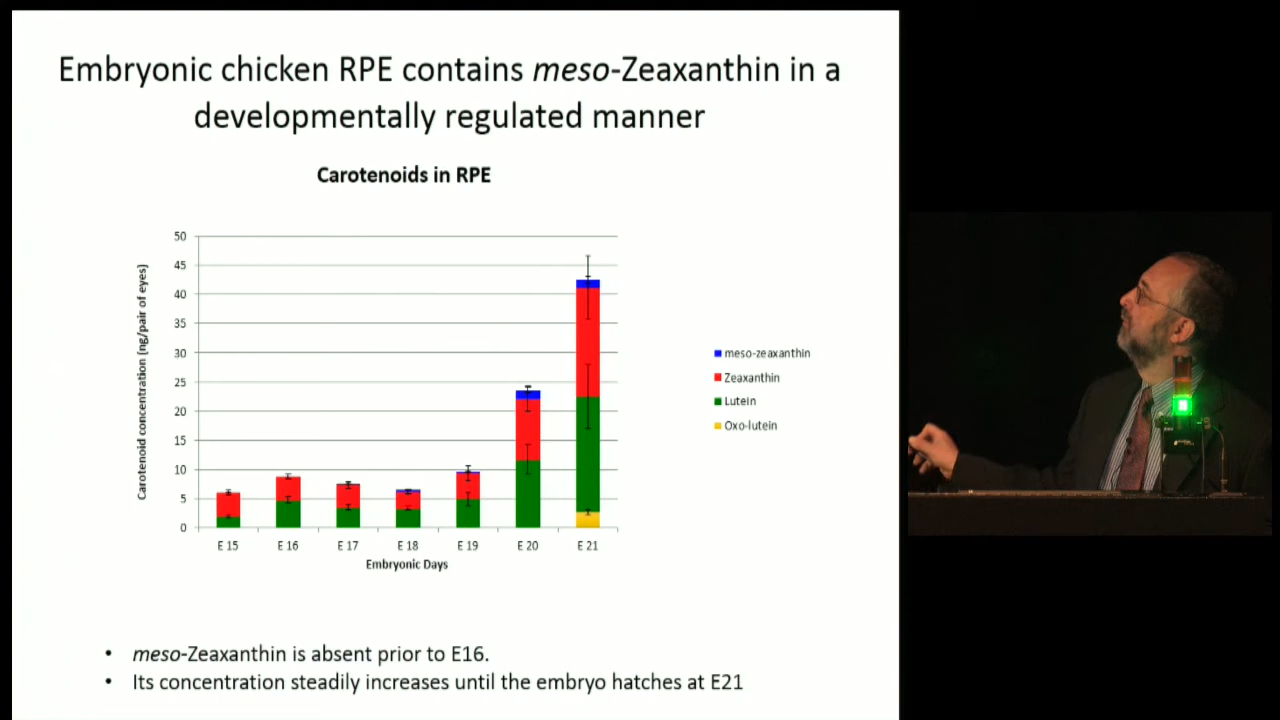 Embryonic chicken RPE contains meso-Zeaxanthin in a
developmentally regulated manner
Carotenoids in RPE
Carotenoid concentration (ng/pair of eyes)
50
45
40
35
30
25
20
15
10
5
0
E 15 E 16 E 17 E 18 E 19 E 20 E 21
Embryonic Days
meso-zeaxanthin
Zeaxanthin
Lutein
Oxo-lutein
• meso-Zeaxanthin is absent prior to E16.
• Its concentration steadily increases until the embryo hatches at E21